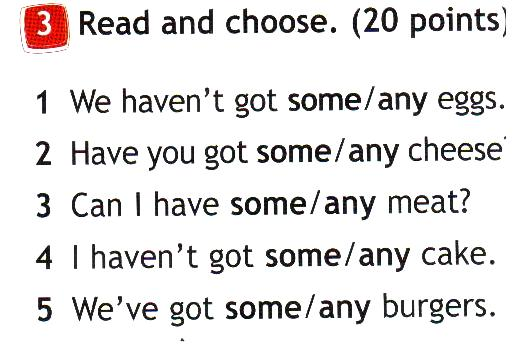 3 Read and choose. (20 points)
1 We haven't got some/any eggs.
2 Have you got some/any cheese
3 Can I have some/any meat?
4 I haven't got some/any cake.
5 We've got some/any burgers.